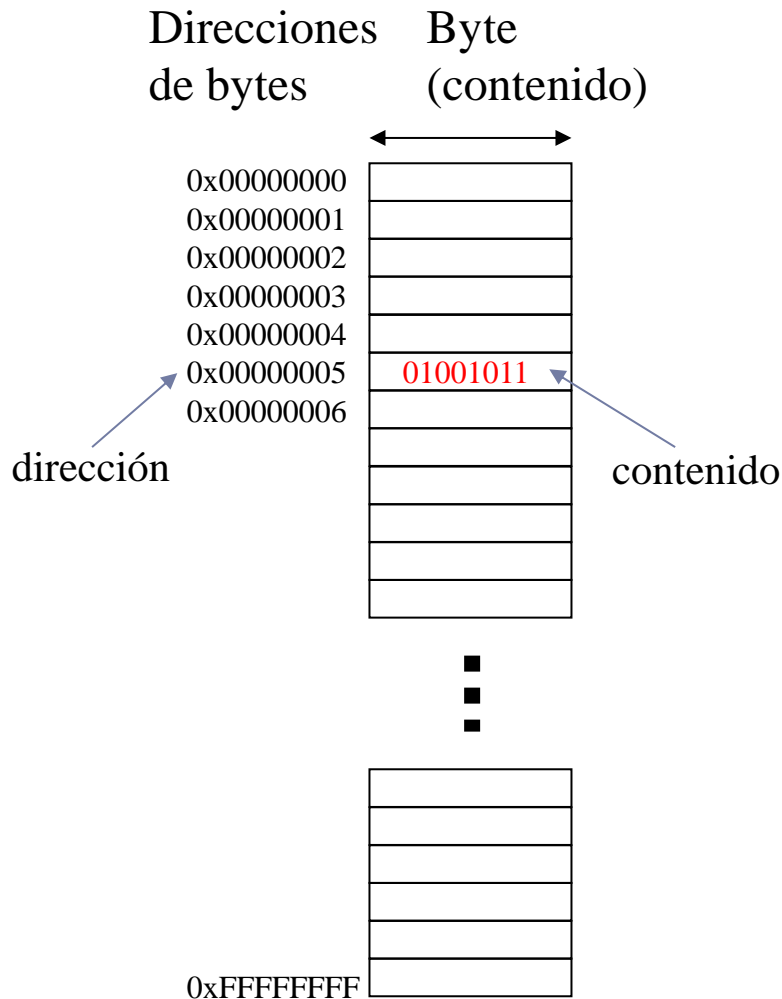 Direcciones
de bytes
Byte
(contenido)
0x00000000
0x00000001
0x00000002
0x00000003
0x00000004
0x00000005 01001011
0x00000006
dirección
contenido
0xFFFFFFFF